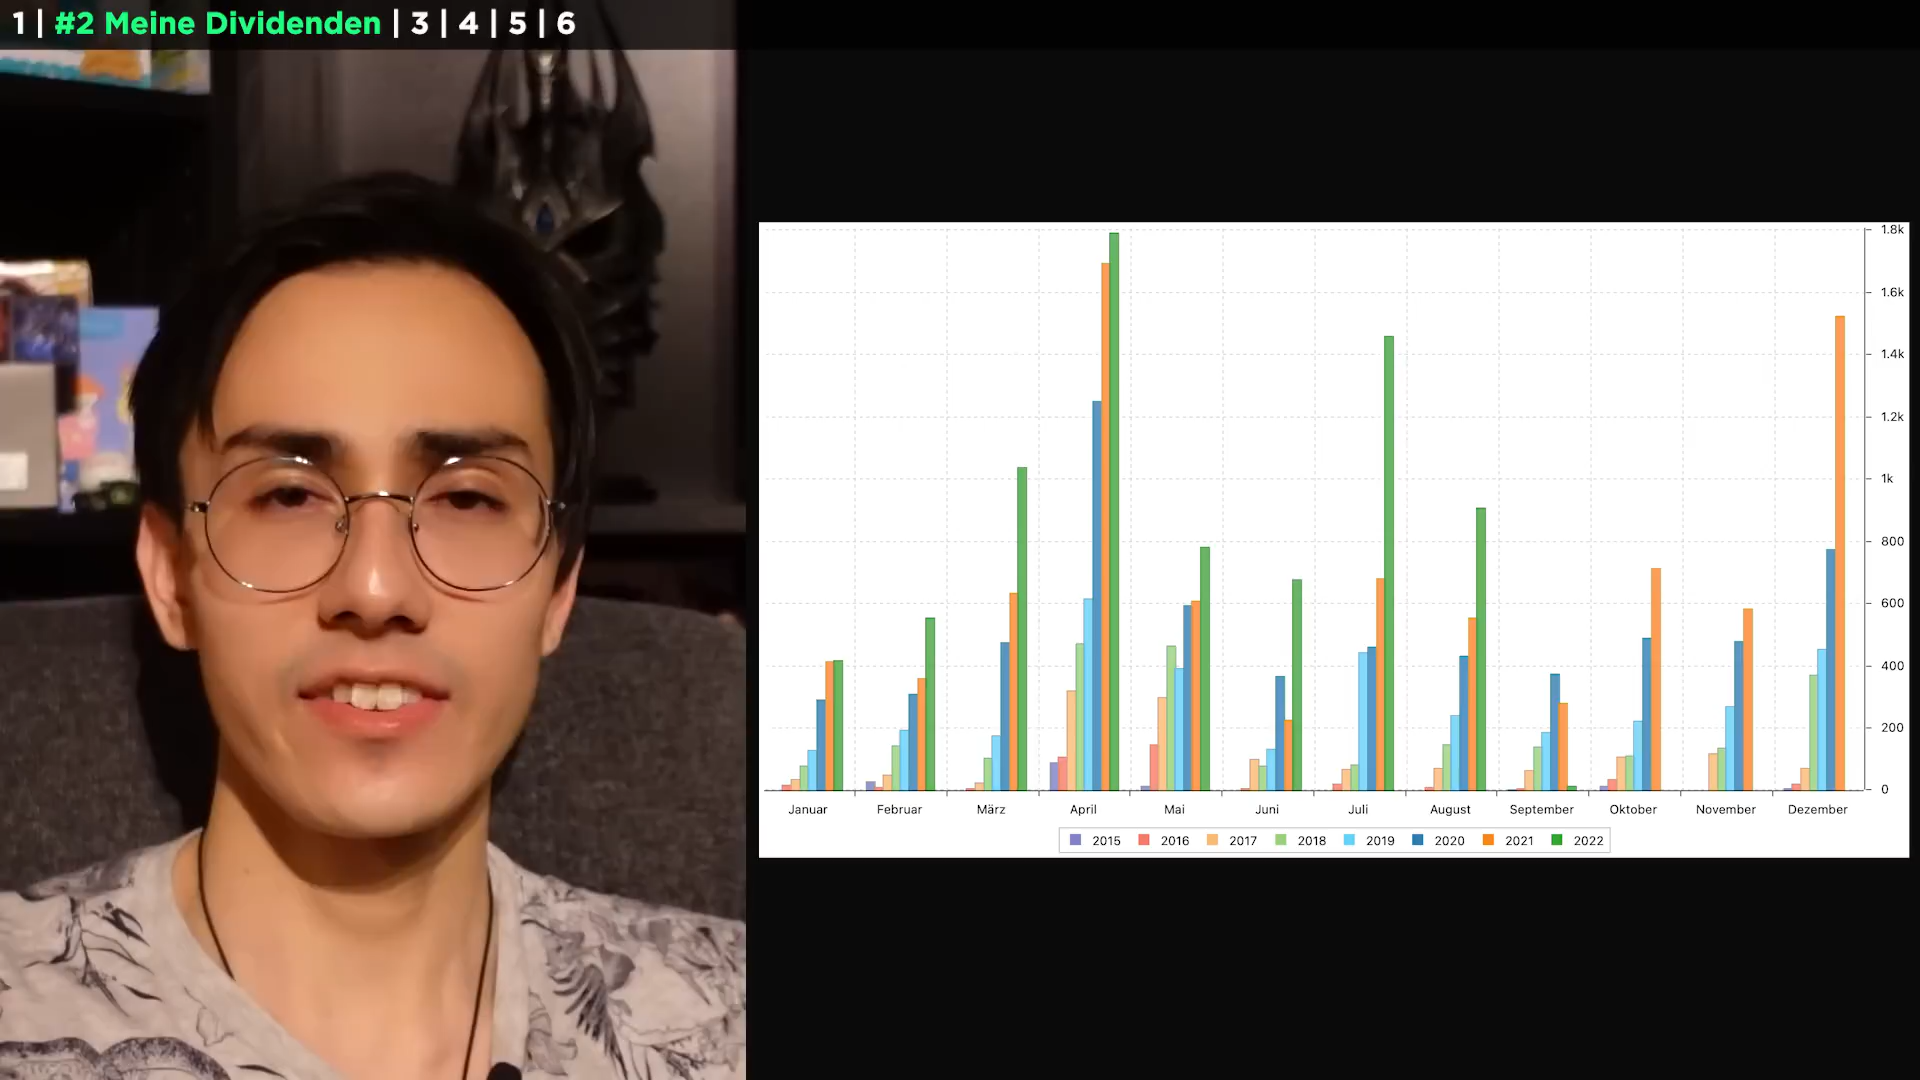 1 | #2 Meine Dividenden | 3 | 4 | 5 | 6
1.8k
1.6k
1.4k
1.2k
1k
800
600
400
200
0
Januar Februar März April Mai Juni Juli August September Oktober November Dezember
2015 2016 2017 2018 2019 2020 2021 2022